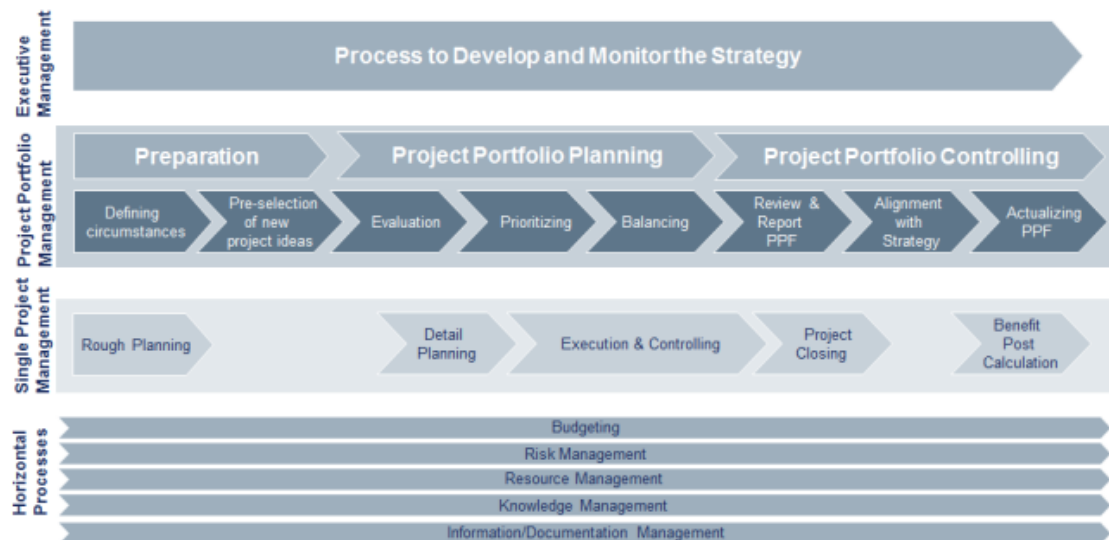 Executive
Management
Process to Develop and Monitor the Strategy
Project Portfolio
Management
Preparation
Project Portfolio Planning
Project Portfolio Controlling
Defining
circumstances
Pre-selection
of new
project ideas
Evaluation
Prioritizing
Balancing
Review &
Report
PPF
Alignment
with
Strategy
Actualizing
PPF
Single Project
Management
Rough Planning
Detail
Planning
Execution & Controlling
Project
Closing
Benefit
Post
Calculation
Horizontal
Processes
Budgeting
Risk Management
Resource Management
Knowledge Management
Information/Documentation Management